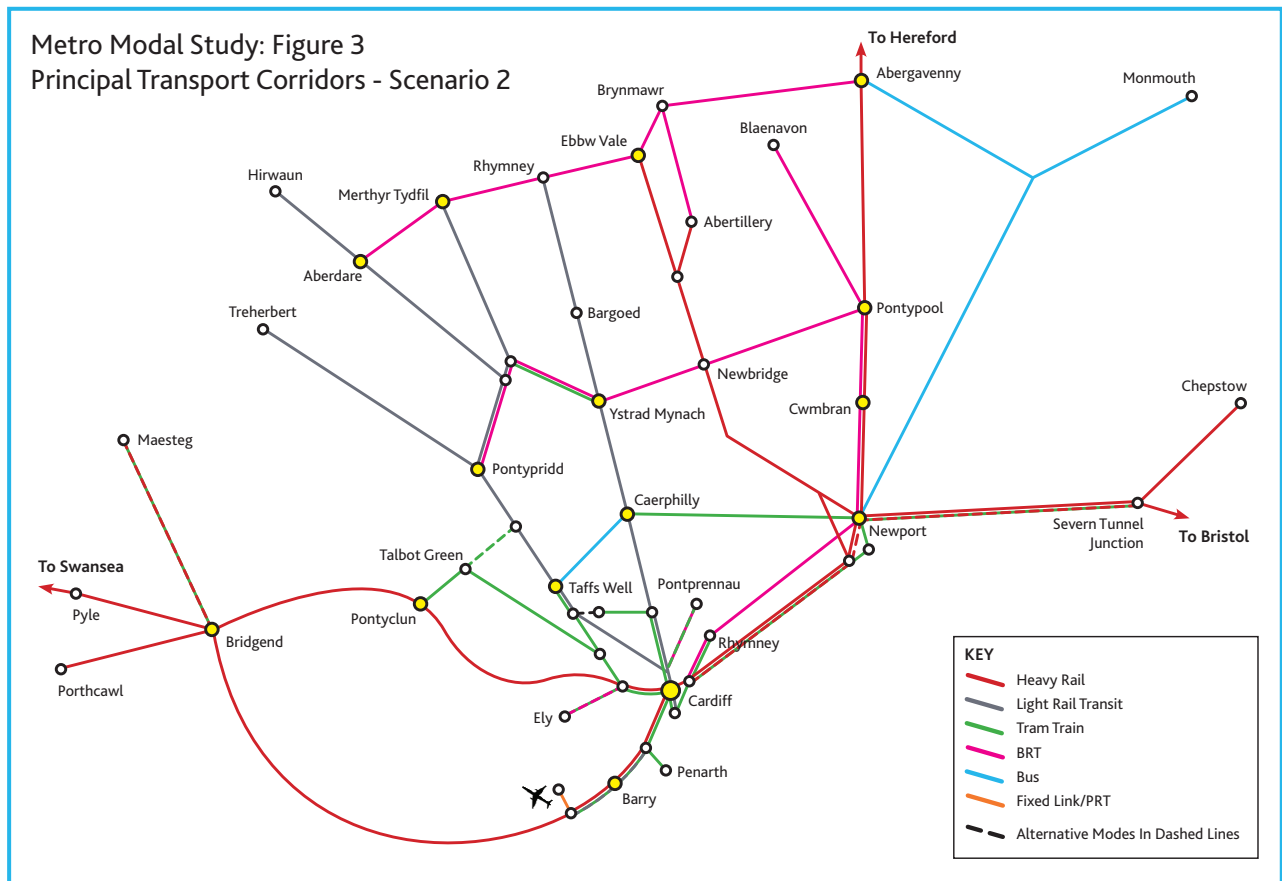 Metro Modal Study: Figure 3
Principal Transport Corridors - Scenario 2
To Hereford
Abergavenny
Monmouth
Brynmawr
Blaenavon
Ebbw Vale
Rhymney
Hirwaun
Merthyr Tydfil
Abertillery
Aberdare
Treherbert
Bargoed
Pontypool
Newbridge
Chepstow
Ystrad Mynach
Cwmbran
Maesteg
Pontypridd
Caerphilly
Newport
Severn Tunnel
Junction
To Bristol
Talbot Green
To Swansea
Taffs Well
Pontprennau
Pyle
Pontyclun
Bridgend
Rhymney
Porthcawl
Cardiff
Ely
Penarth
Barry
KEY
Heavy Rail
Light Rail Transit
Tram Train
BRT
Bus
Fixed Link/PRT
Alternative Modes In Dashed Lines